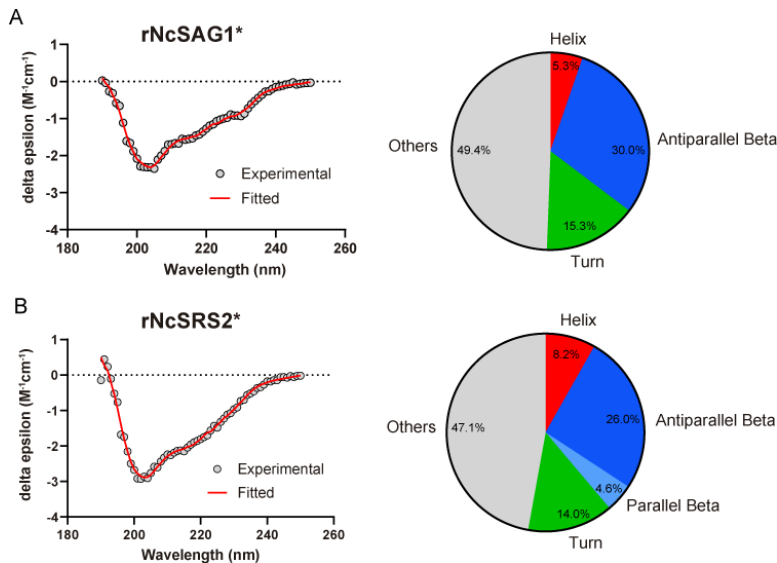 A
rNcSAG1*
delta epsilon (M-1cm-1)
1
0
-1
-2
-3
-4
Experimental
Fitted
180
200
220
240
260
Wavelength (nm)
Helix
5.3%
Others
49.4%
30.0%
Antiparallel Beta
15.3%
Turn
B
rNcSRS2*
delta epsilon (M-1cm-1)
1
0
-1
-2
-3
-4
Experimental
Fitted
180
200
220
240
260
Wavelength (nm)
Helix
8.2%
Others
47.1%
26.0%
Antiparallel Beta
4.6%
Parallel Beta
14.0%
Turn